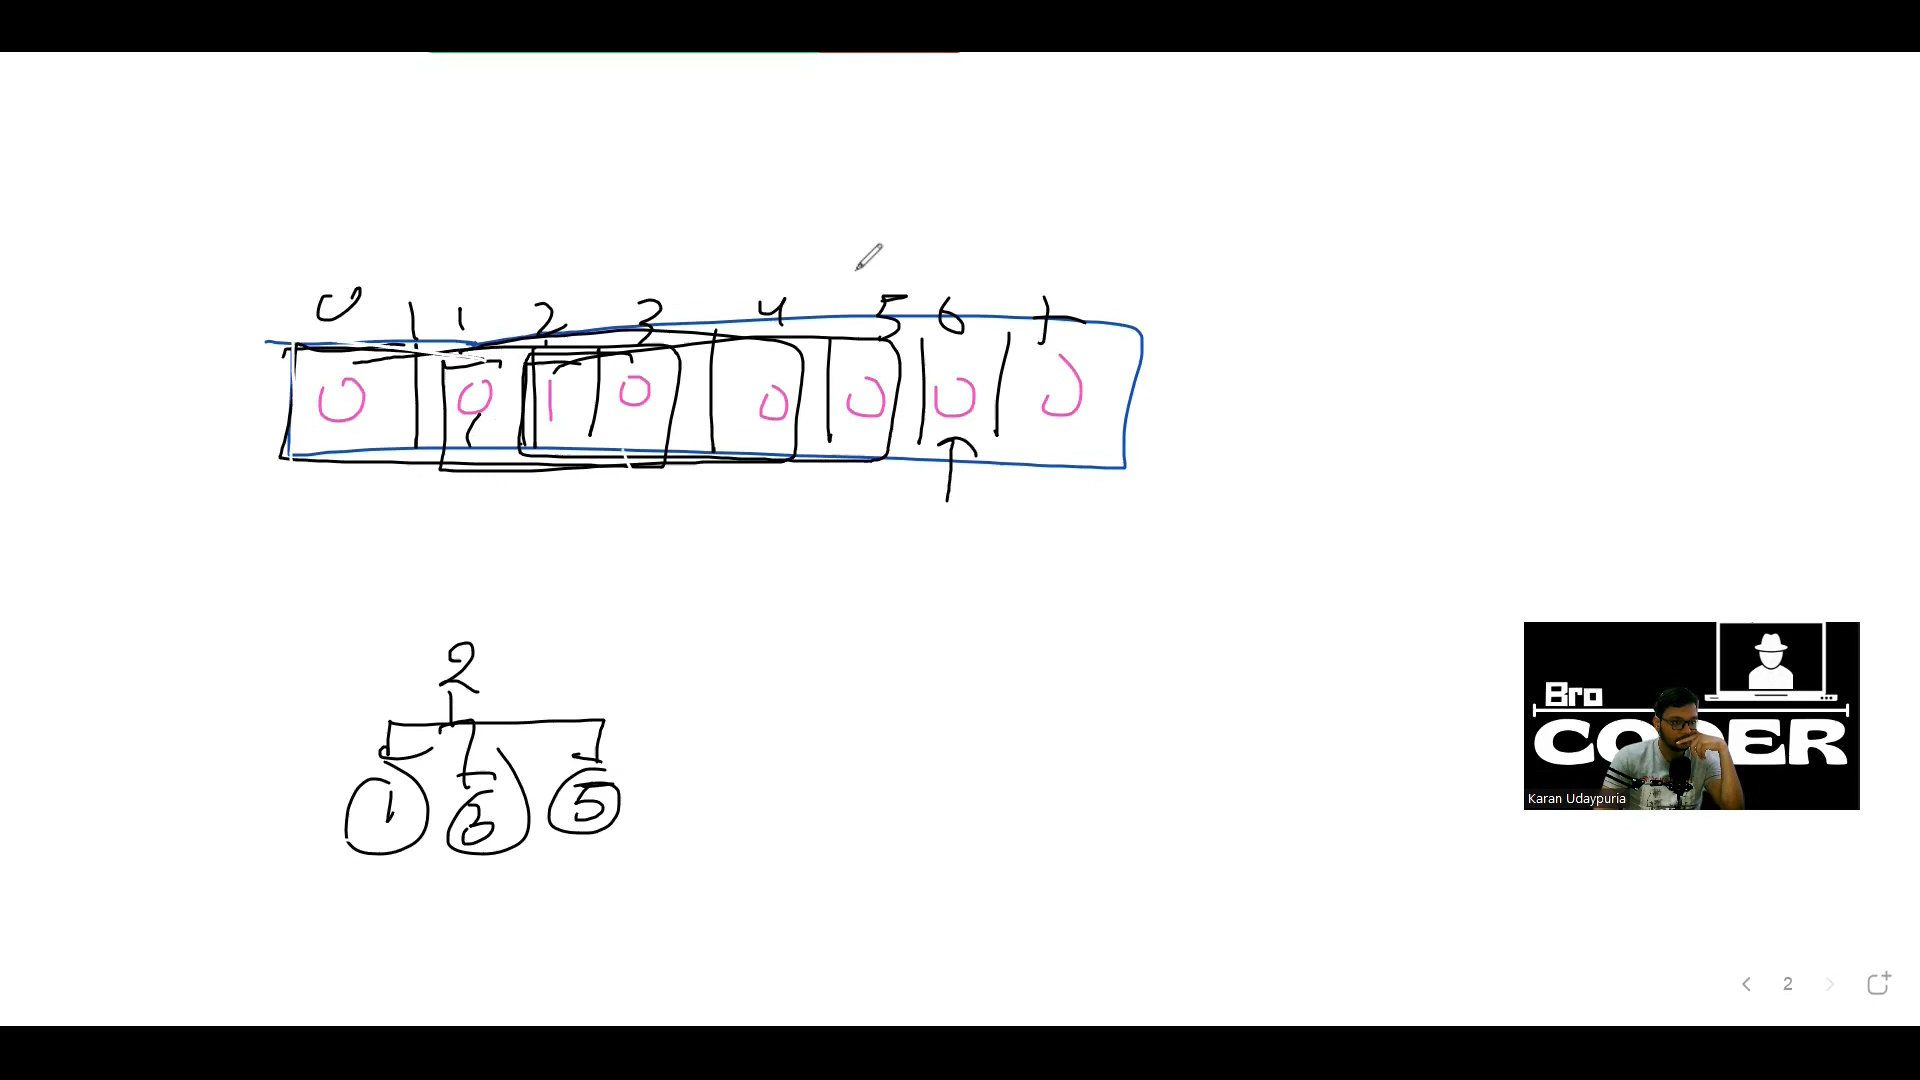 0 1 2 3 4 5 6 7
0 0 1 0 0 0 0 0
2
1 3 5
Bro
CODER
Karan Udaypuria
2